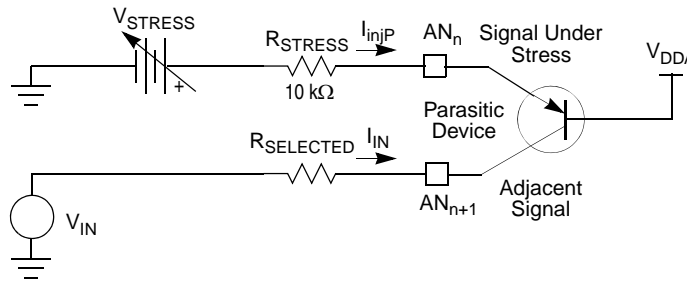 V_STRESS
+
R_STRESS
10 kΩ
I_injP
AN_n
Signal Under
Stress
V_DDA
Parasitic
Device
R_SELECTED
I_IN
AN_n+1
Adjacent
Signal
V_IN